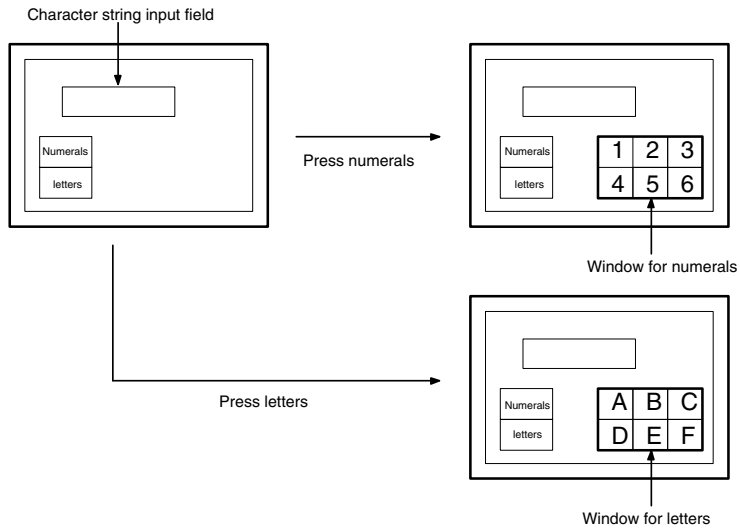 Character string input field
Numerals
letters
Press numerals
Numerals
letters
1 2 3
4 5 6
Window for numerals
Press letters
Numerals
letters
A B C
D E F
Window for letters